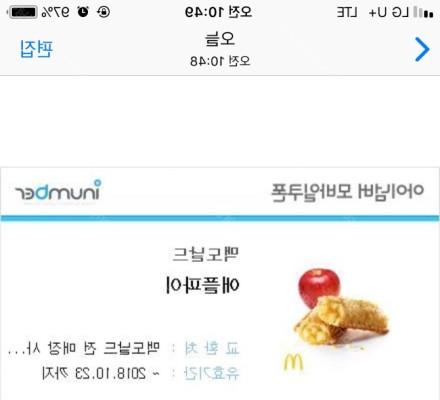 LG U+ LTE 오전 10:49 97%
오늘
오전 10:48
편집
아이넘버 모바일쿠폰 inumber
맥도날드
애플파이
교 환 처 : 맥도날드 전 매장 사...
유효기간 : ~ 2018.10.23 까지